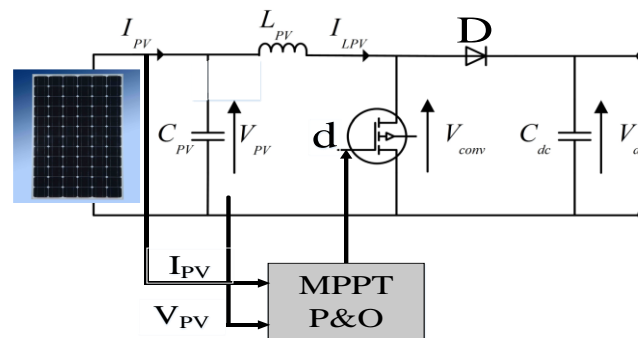 I_PV
L_PV
I_LPV
D
C_PV
V_PV
d
V_conv
C_dc
I_PV
V_PV
MPPT
P&O